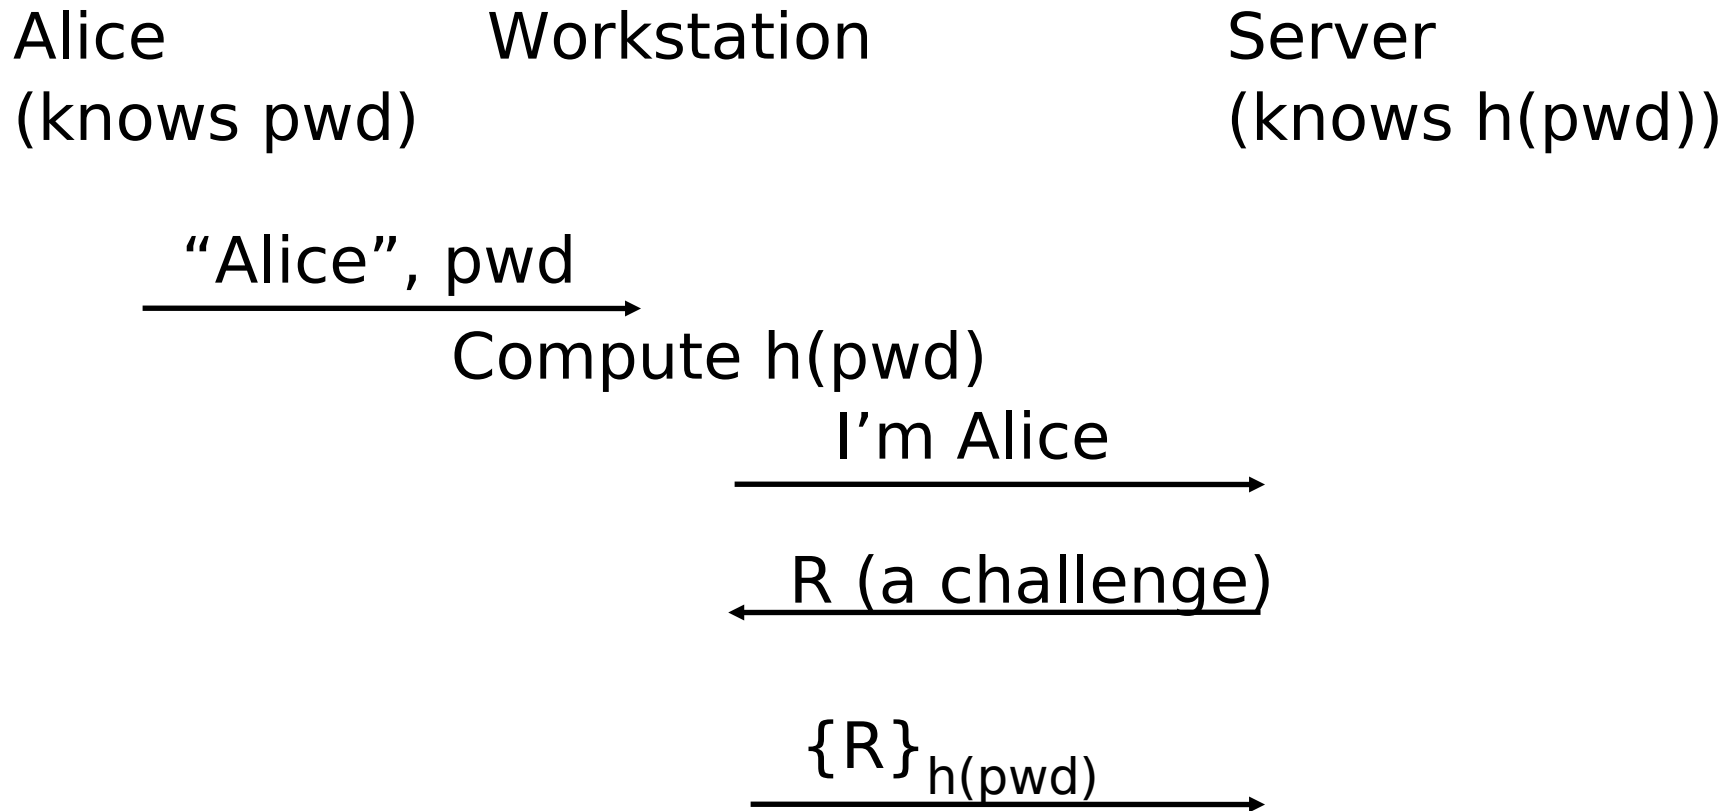 Alice Workstation Server
(knows pwd) (knows h(pwd))
“Alice”, pwd
Compute h(pwd)
I’m Alice
R (a challenge)
{R}h(pwd)